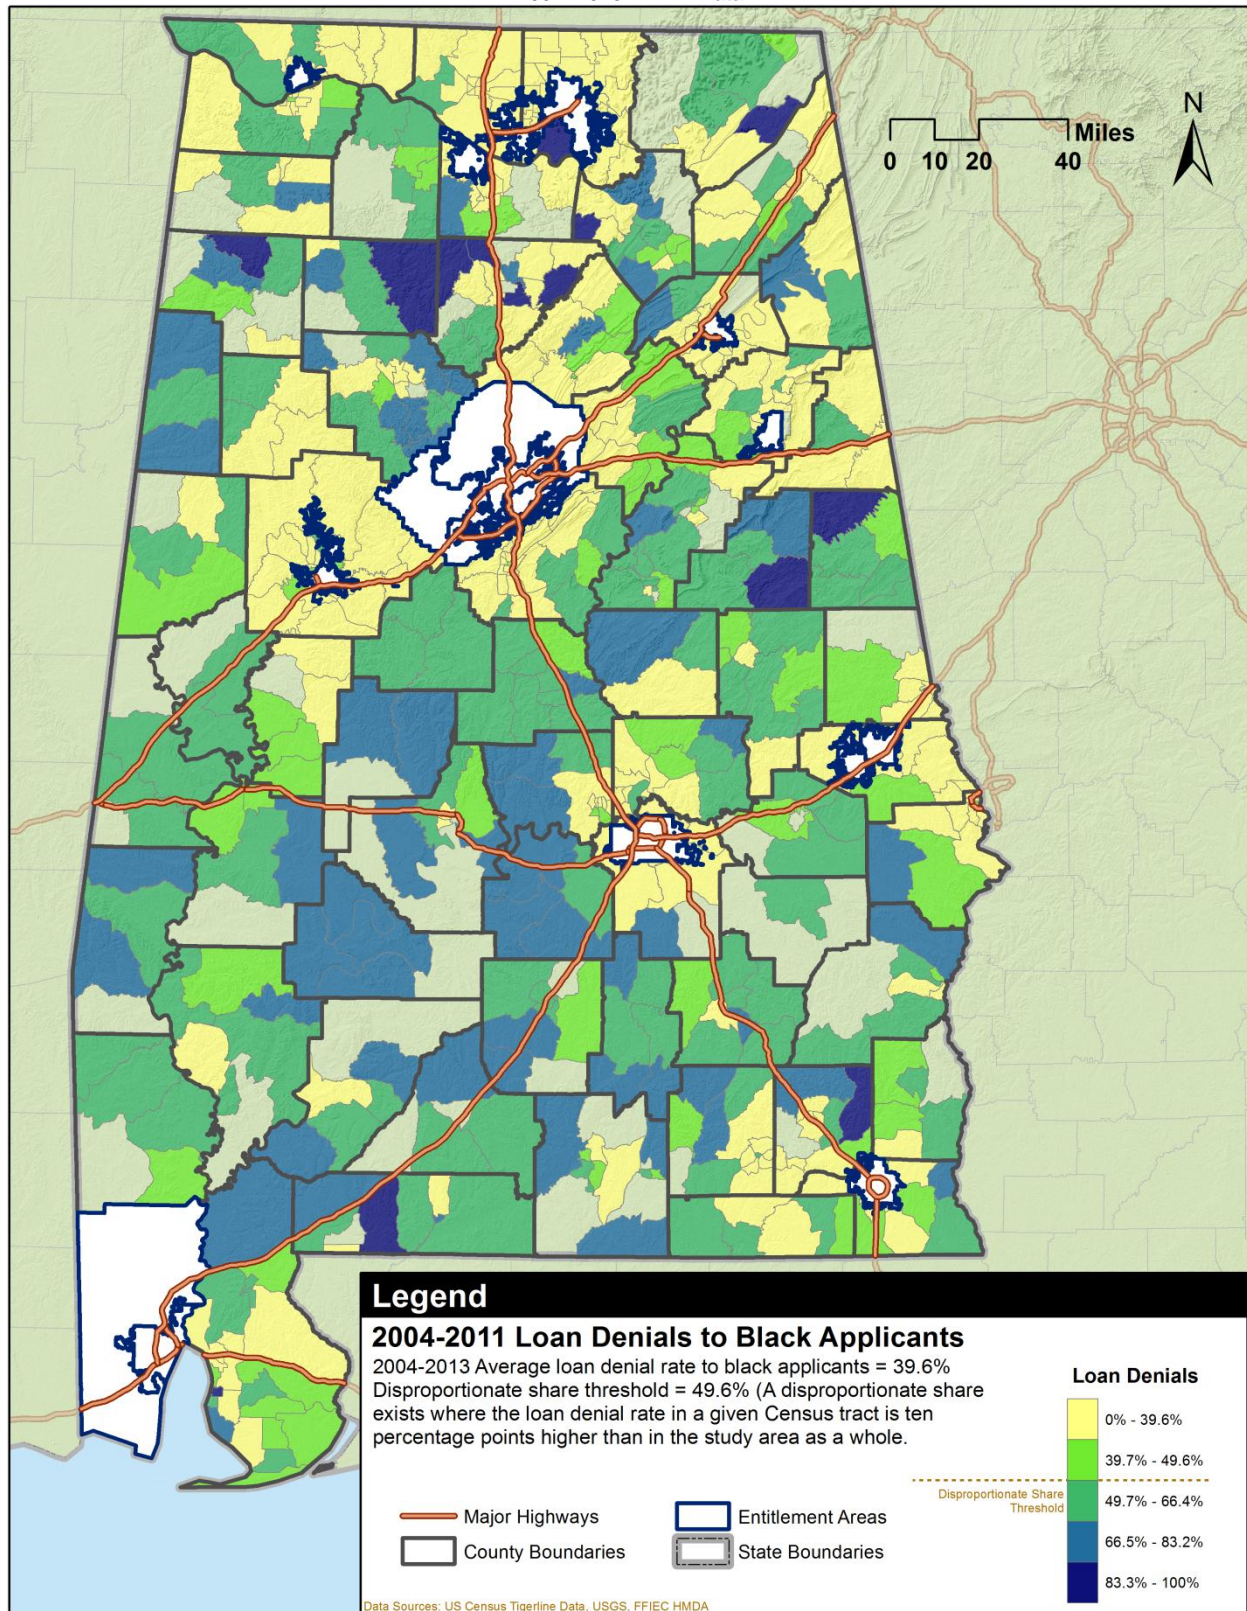 N
Miles
0 10 20 40
Legend
2004-2011 Loan Denials to Black Applicants
2004-2013 Average loan denial rate to black applicants = 39.6%
Disproportionate share threshold = 49.6% (A disproportionate share
exists where the loan denial rate in a given Census tract is ten
percentage points higher than in the study area as a whole.
Major Highways
County Boundaries
Entitlement Areas
State Boundaries
Loan Denials
0% - 39.6%
39.7% - 49.6%
Disproportionate Share
Threshold
49.7% - 66.4%
66.5% - 83.2%
83.3% - 100%
Data Sources: US Census Tigerline Data, USGS, FFIEC HMDA